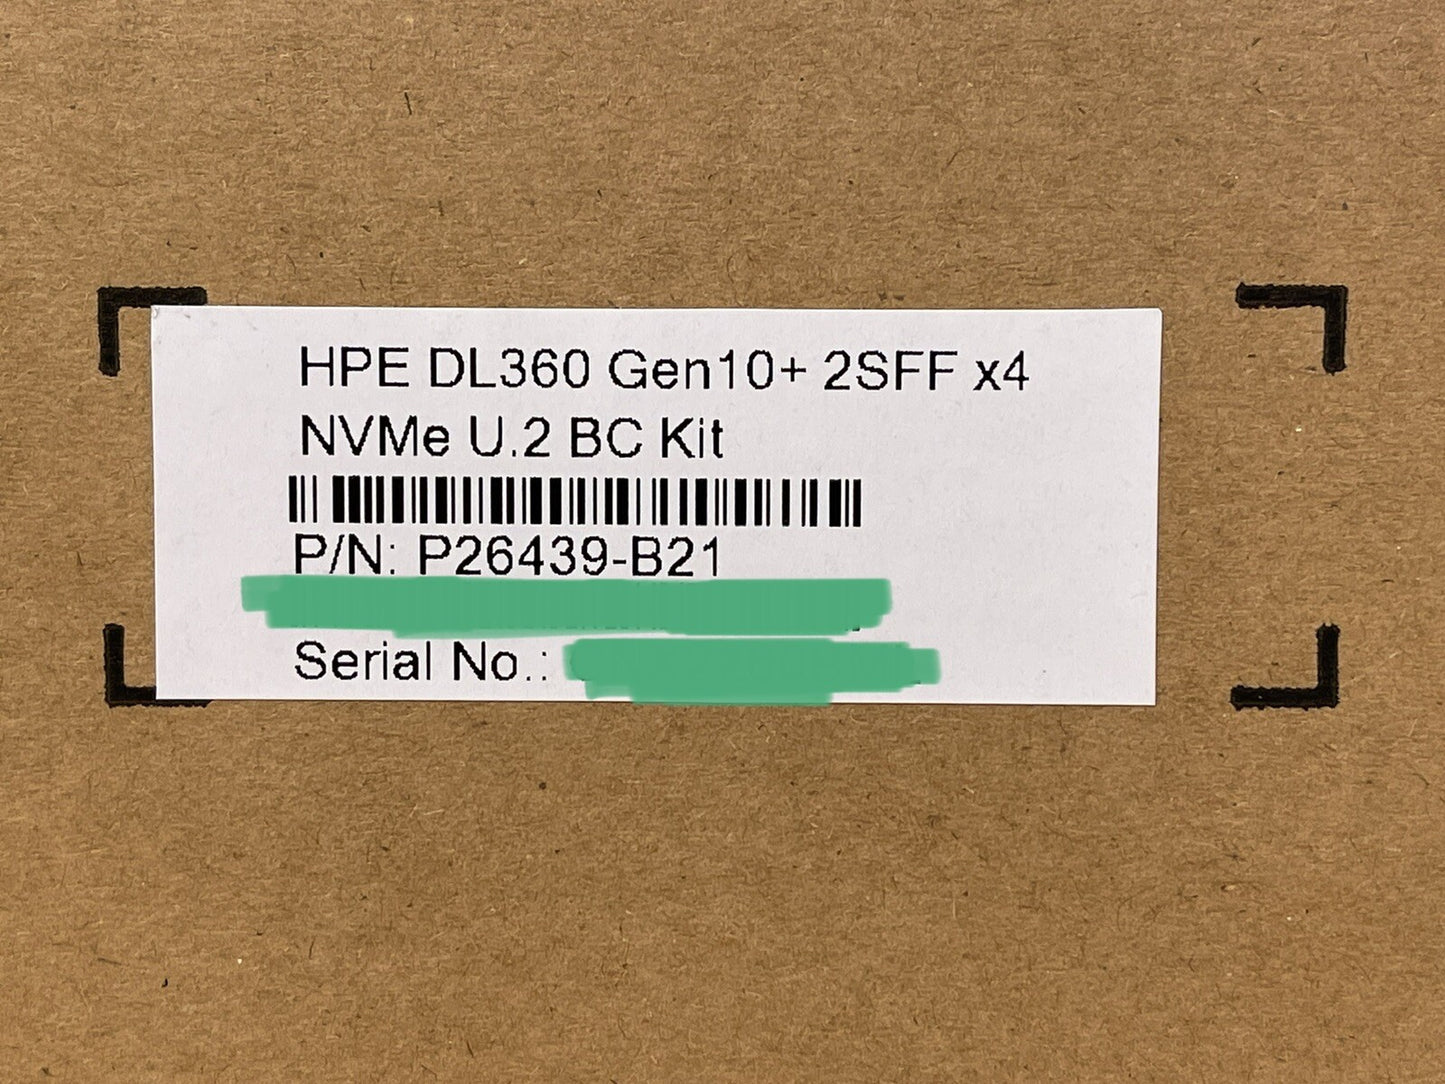 HPE DL360 Gen10+ 2SFF x4
NVMe U.2 BC Kit
P/N: P26439-B21
Serial No.: